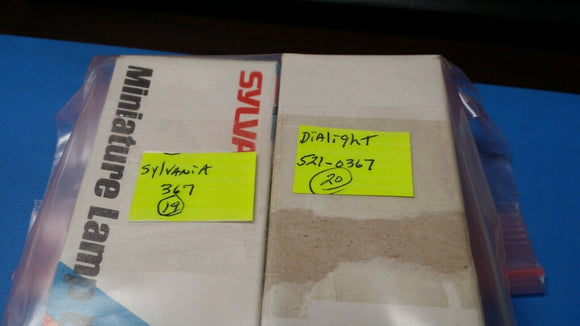 Miniature Lamp
SYLVA
SYLVANIA
367
19
DiAlight
521-0367
20